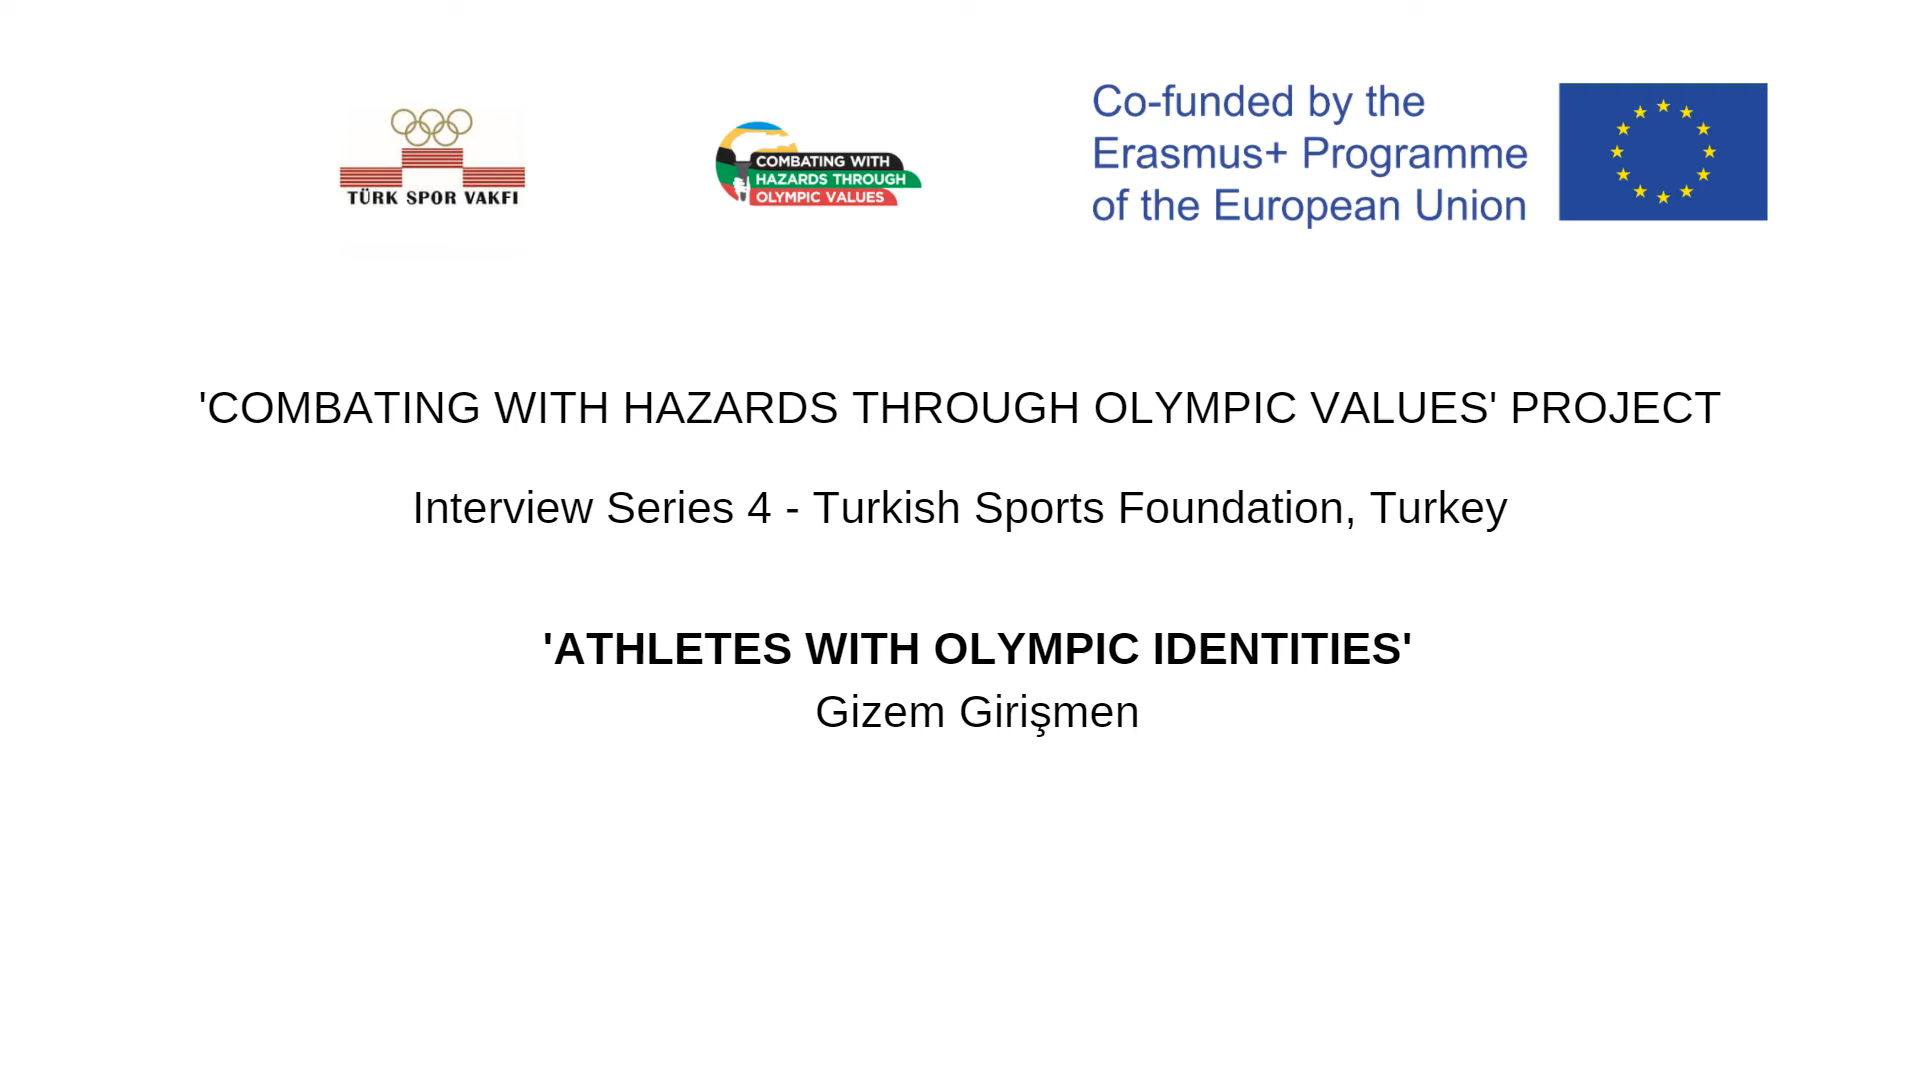 TÜRK SPOR VAKFI
COMBATING WITH
HAZARDS THROUGH
OLYMPIC VALUES
Co-funded by the
Erasmus+ Programme
of the European Union
'COMBATING WITH HAZARDS THROUGH OLYMPIC VALUES' PROJECT
Interview Series 4 - Turkish Sports Foundation, Turkey
'ATHLETES WITH OLYMPIC IDENTITIES'
Gizem Girişmen